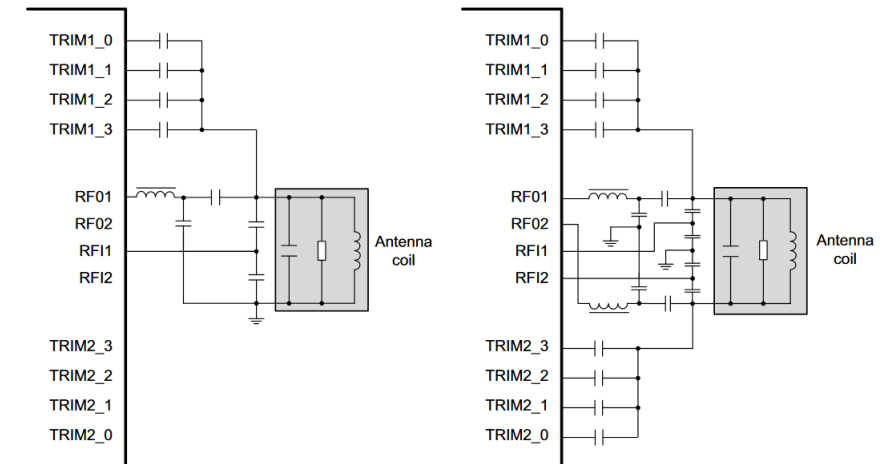 TRIM1_0
TRIM1_1
TRIM1_2
TRIM1_3
RF01
RF02
RFI1
RFI2
TRIM2_3
TRIM2_2
TRIM2_1
TRIM2_0
Antenna
coil
TRIM1_0
TRIM1_1
TRIM1_2
TRIM1_3
RF01
RF02
RFI1
RFI2
TRIM2_3
TRIM2_2
TRIM2_1
TRIM2_0
Antenna
coil